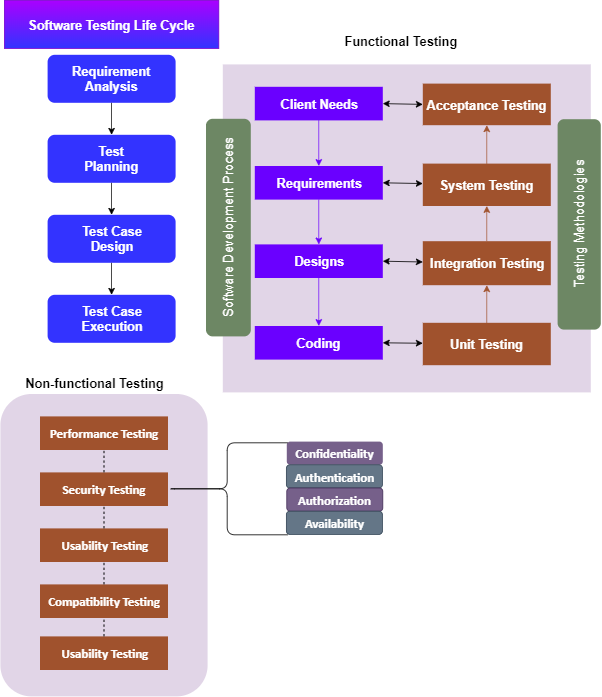 Software Testing Life Cycle
Requirement
Analysis
Test
Planning
Test Case
Design
Test Case
Execution
Functional Testing
Software Development Process
Client Needs
Acceptance Testing
Requirements
System Testing
Designs
Integration Testing
Coding
Unit Testing
Testing Methodologies
Non-functional Testing
Performance Testing
Security Testing
Usability Testing
Compatibility Testing
Usability Testing
Confidentiality
Authentication
Authorization
Availability